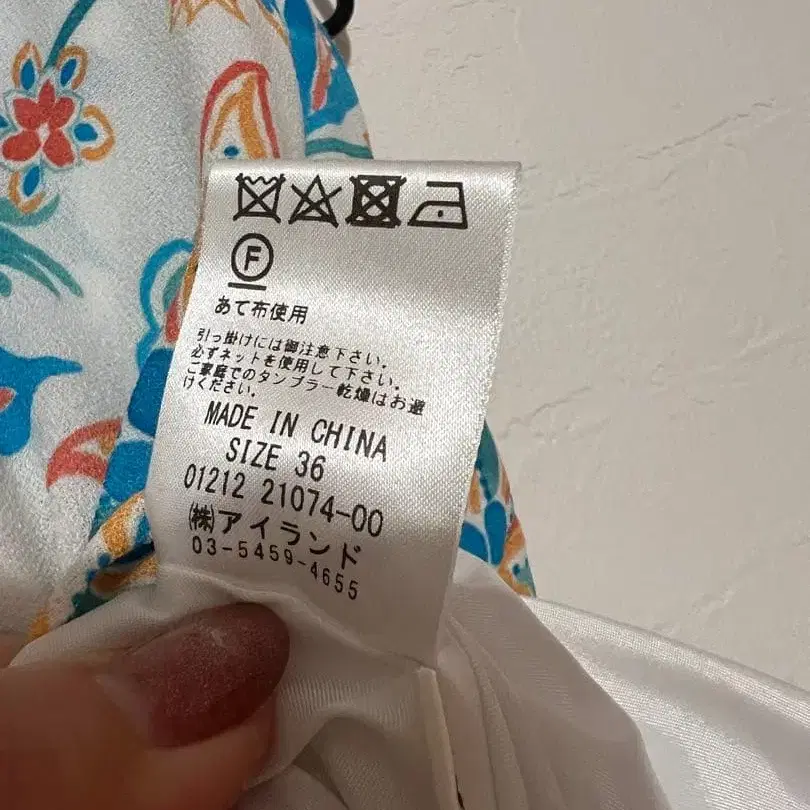 F
あて布使用
引っ掛けには御注意下さい。
必ずネットを使用して下さい。
ご家庭でのタンブラー乾燥はお避
けください。
MADE IN CHINA
SIZE 36
01212 21074-00
㈱アイランド
03-5459-4655